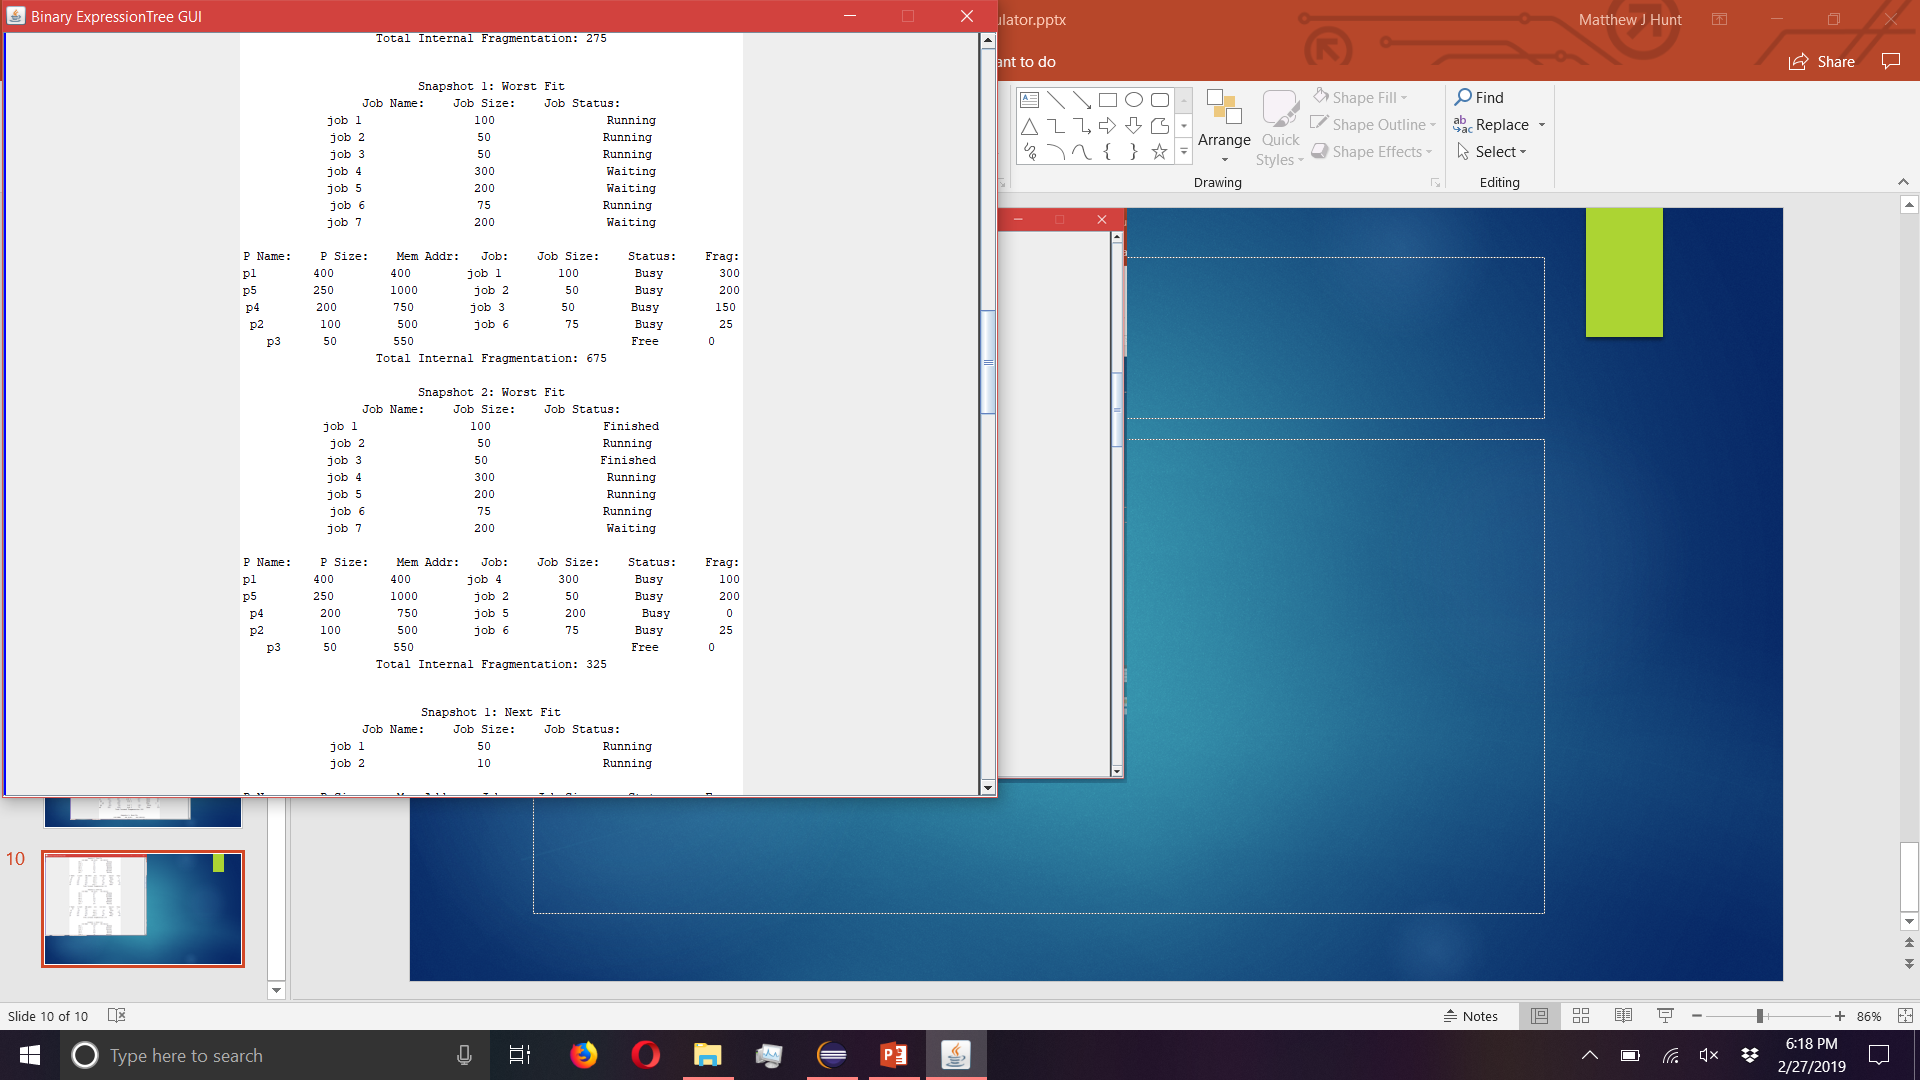 Binary ExpressionTree GUI
ulator.pptx
Matthew J Hunt
ant to do
Share
Shape Fill
Shape Outline
Shape Effects
Arrange
Quick
Styles
Drawing
Find
Replace
Select
Editing
Total Internal Fragmentation: 275
Snapshot 1: Worst Fit
Job Name: Job Size: Job Status:
job 1 100 Running
job 2 50 Running
job 3 50 Running
job 4 300 Waiting
job 5 200 Waiting
job 6 75 Running
job 7 200 Waiting
P Name: P Size: Mem Addr: Job: Job Size: Status: Frag:
p1 400 400 job 1 100 Busy 300
p5 250 1000 job 2 50 Busy 200
p4 200 750 job 3 50 Busy 150
p2 100 500 job 6 75 Busy 25
p3 50 550 Free 0
Total Internal Fragmentation: 675
Snapshot 2: Worst Fit
Job Name: Job Size: Job Status:
job 1 100 Finished
job 2 50 Running
job 3 50 Finished
job 4 300 Running
job 5 200 Running
job 6 75 Running
job 7 200 Waiting
P Name: P Size: Mem Addr: Job: Job Size: Status: Frag:
p1 400 400 job 4 300 Busy 100
p5 250 1000 job 2 50 Busy 200
p4 200 750 job 5 200 Busy 0
p2 100 500 job 6 75 Busy 25
p3 50 550 Free 0
Total Internal Fragmentation: 325
Snapshot 1: Next Fit
Job Name: Job Size: Job Status:
job 1 50 Running
job 2 10 Running
10
Slide 10 of 10
Notes
86%
Type here to search
6:18 PM
2/27/2019